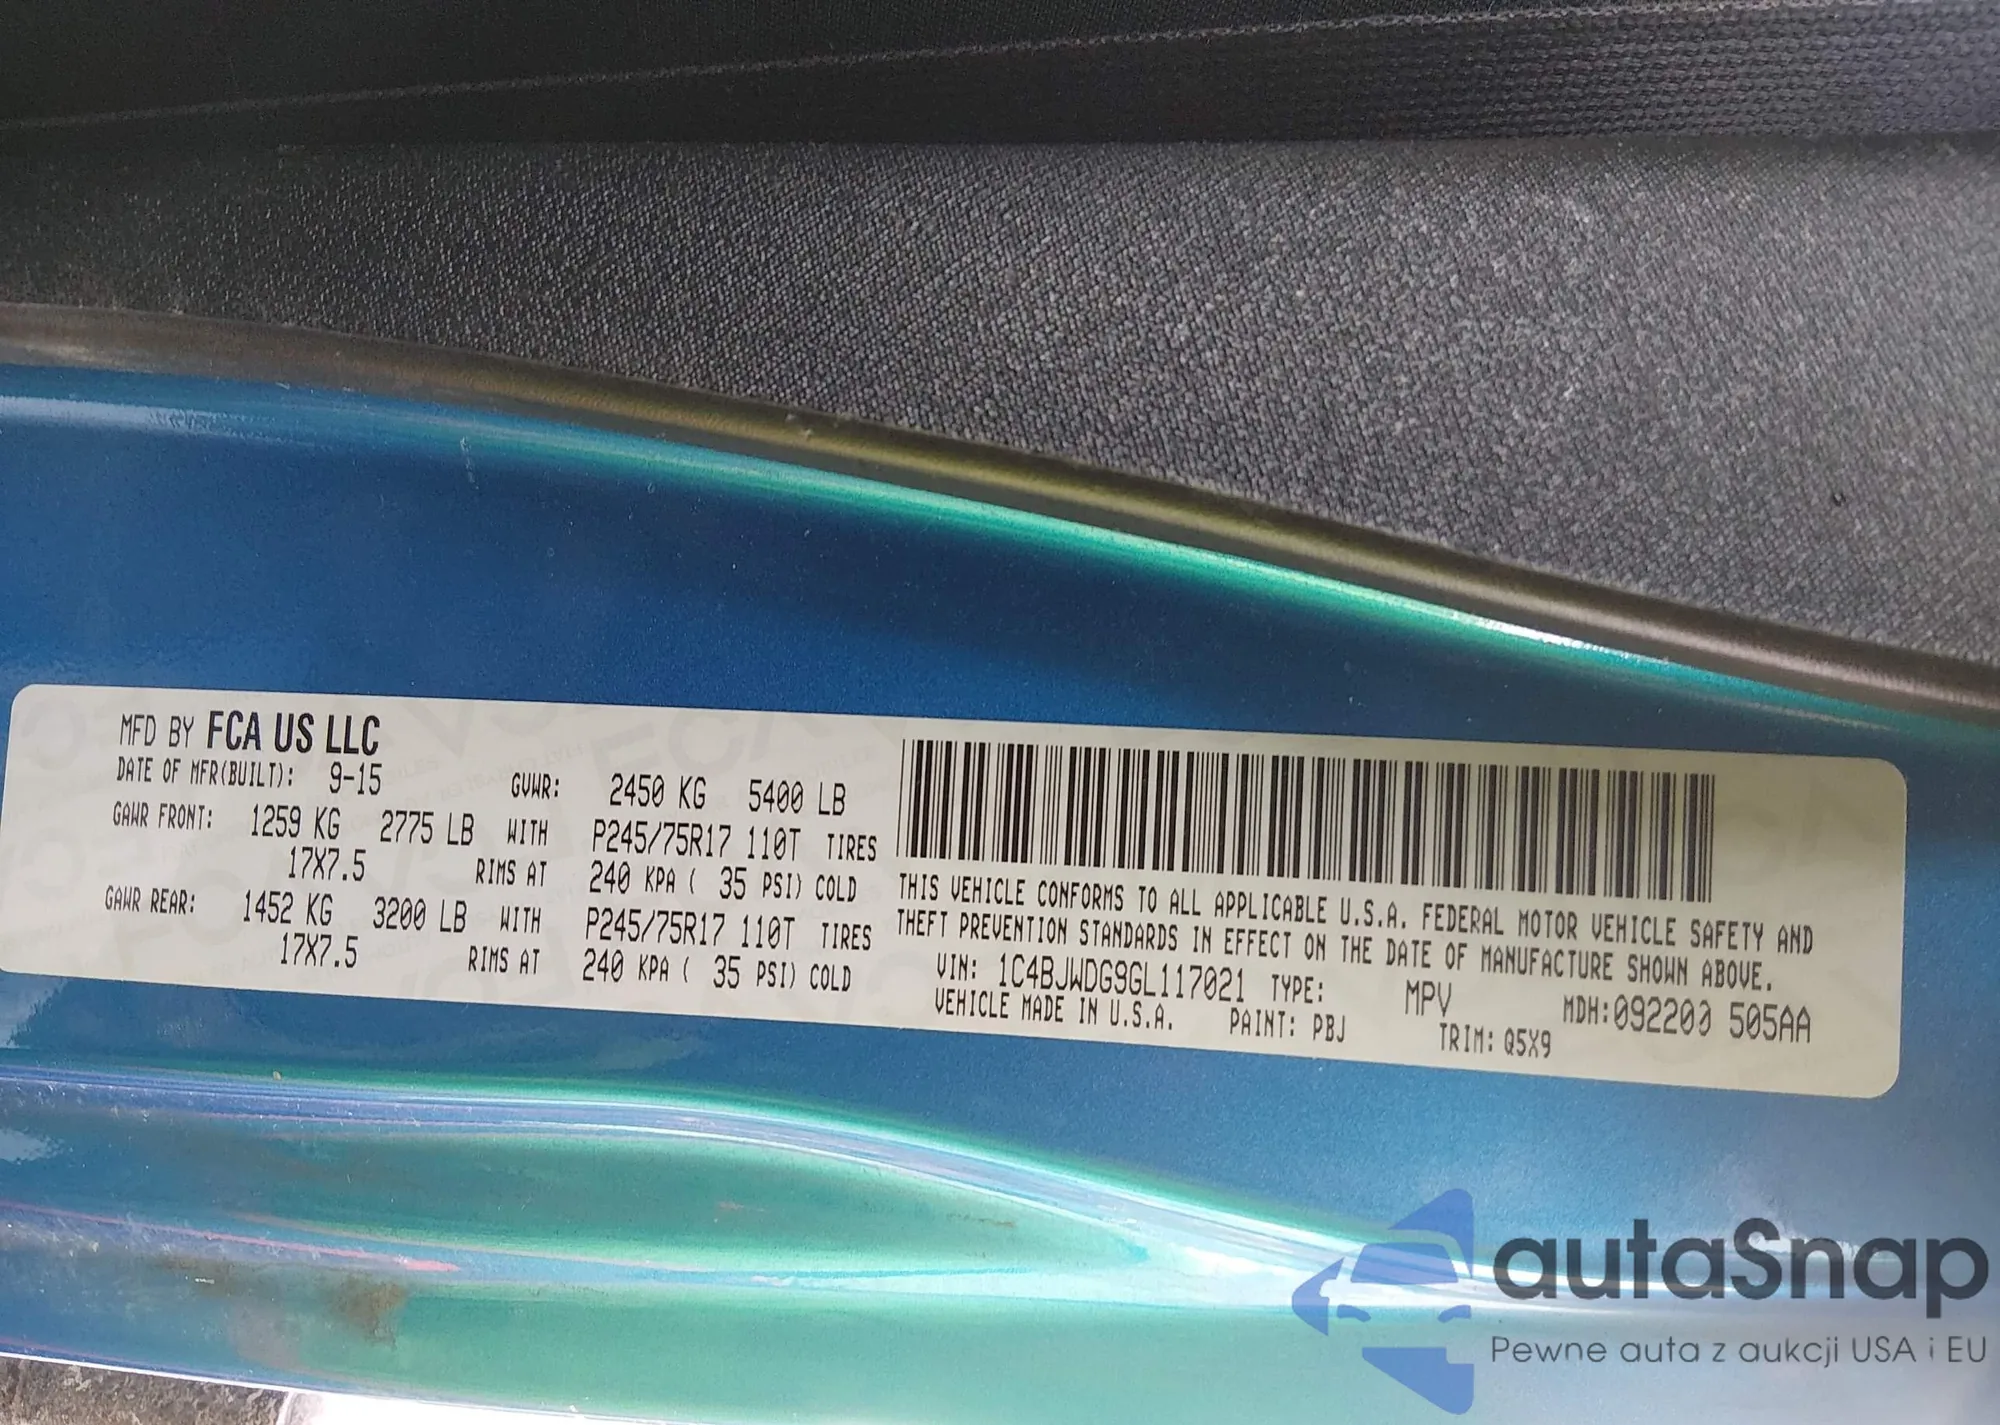 MFD BY FCA US LLC
DATE OF MFR(BUILT): 9-15 GVWR: 2450 KG 5400 LB
GAWR FRONT: 1259 KG 2775 LB WITH P245/75R17 110T TIRES
17X7.5 RIMS AT 240 KPA ( 35 PSI) COLD
GAWR REAR: 1452 KG 3200 LB WITH P245/75R17 110T TIRES
17X7.5 RIMS AT 240 KPA ( 35 PSI) COLD
THIS VEHICLE CONFORMS TO ALL APPLICABLE U.S.A. FEDERAL MOTOR VEHICLE SAFETY AND
THEFT PREVENTION STANDARDS IN EFFECT ON THE DATE OF MANUFACTURE SHOWN ABOVE.
VIN: 1C4BJWDG9GL117021 TYPE: MPV MDH:092200 505AA
VEHICLE MADE IN U.S.A. PAINT: PBJ TRIM: Q5X9
autaSnap
Pewne auta z aukcji USA i EU